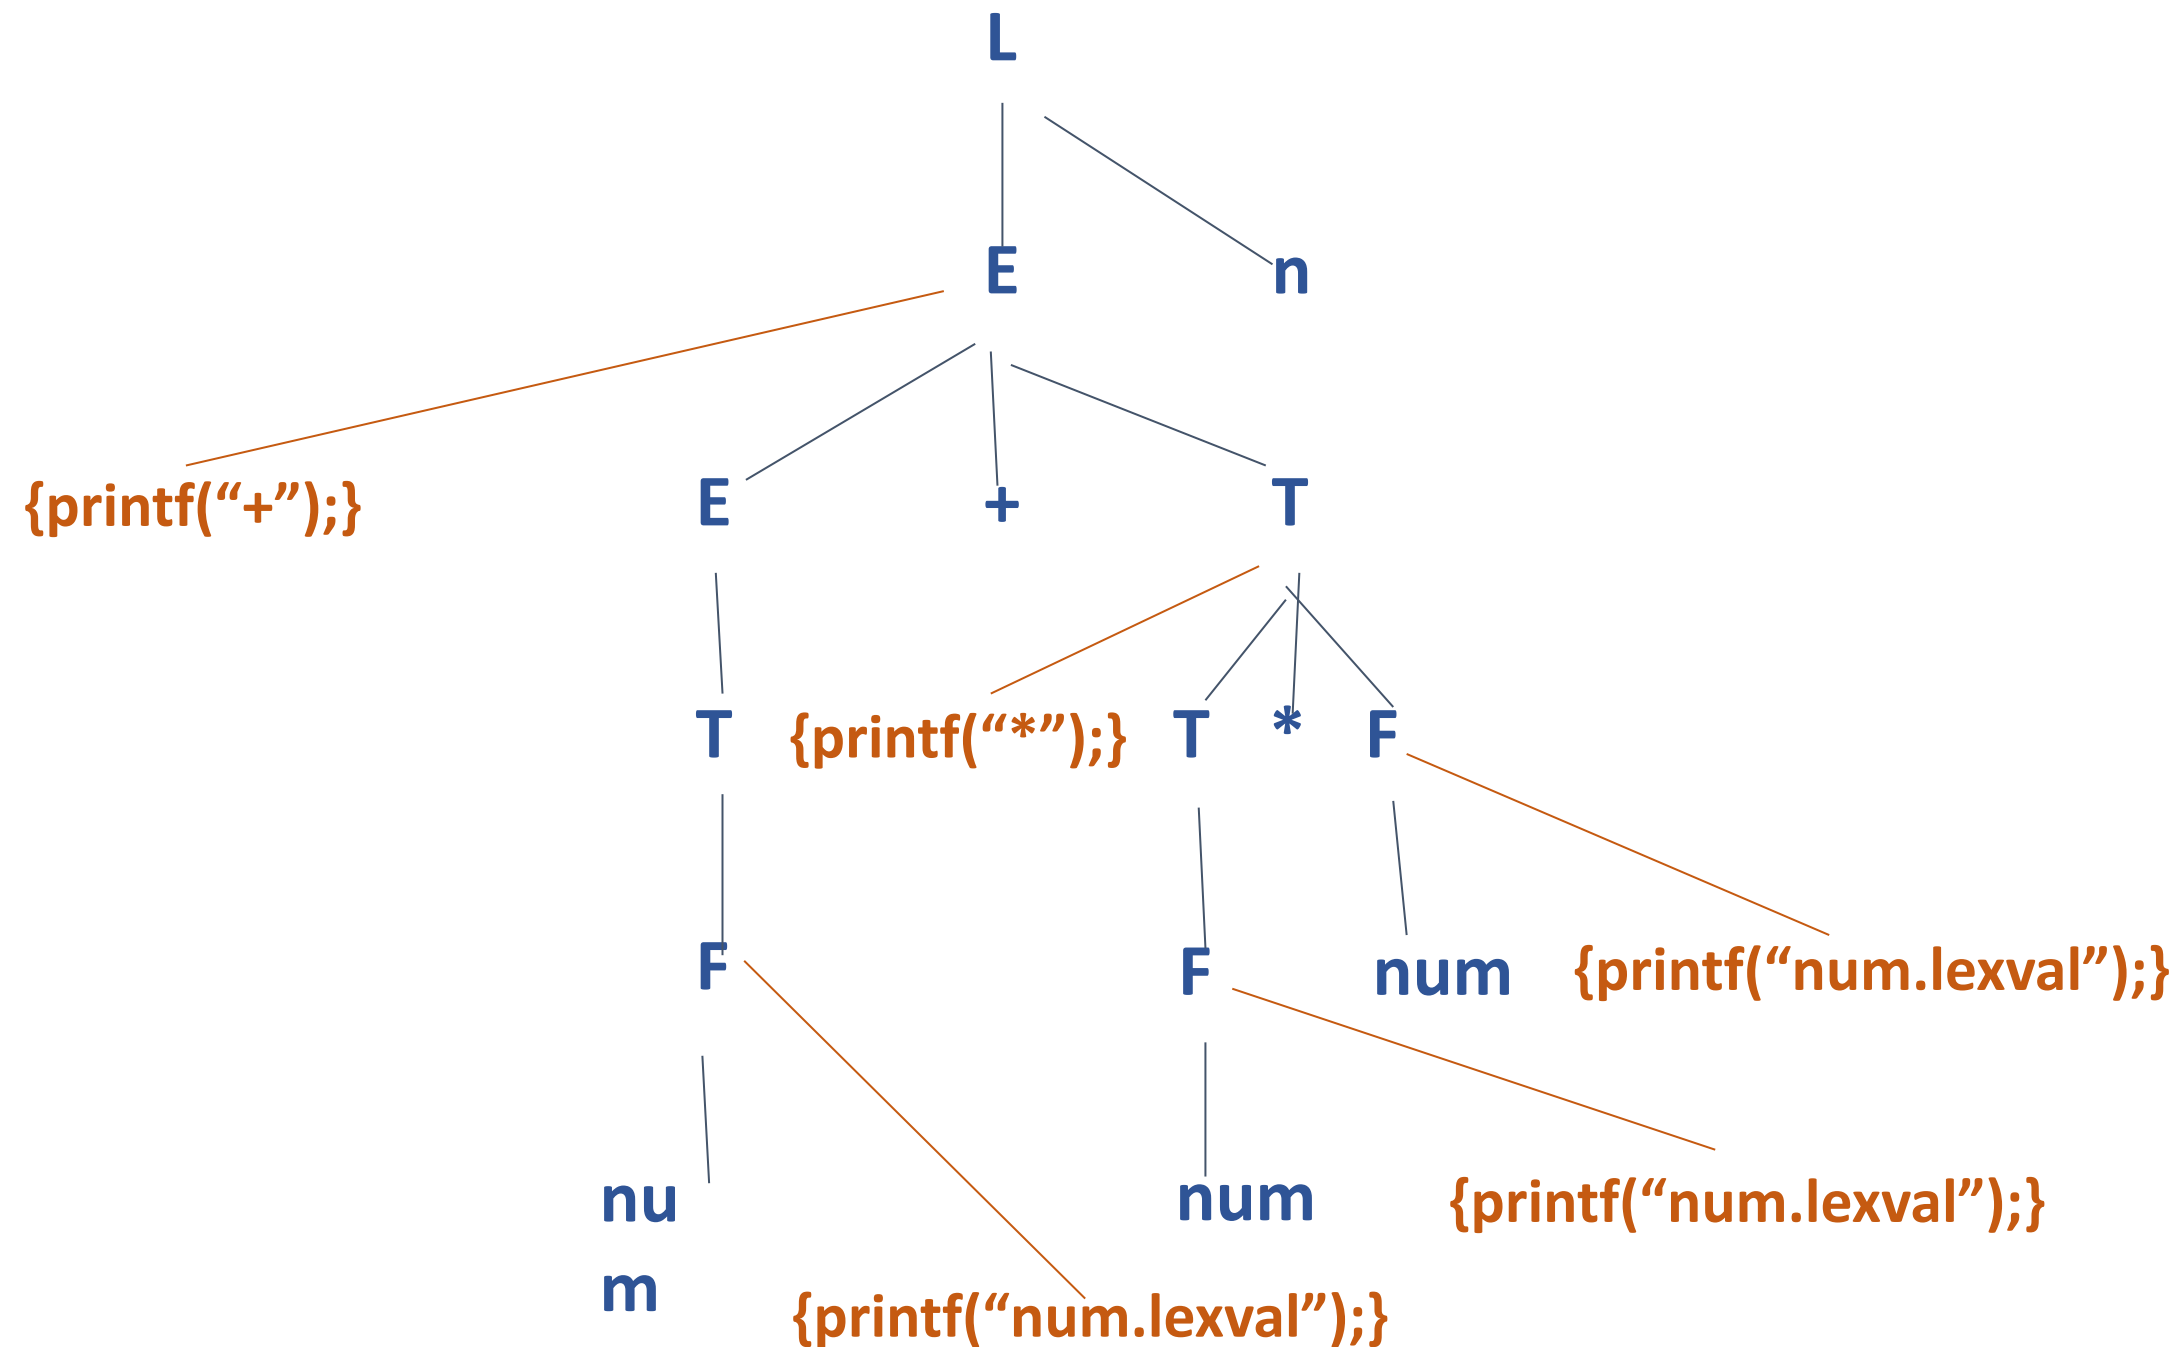 L
E n
{printf(“+”);} E + T
T {printf(“*”);} T * F
F F num {printf(“num.lexval”);}
nu num {printf(“num.lexval”);}
m {printf(“num.lexval”);}